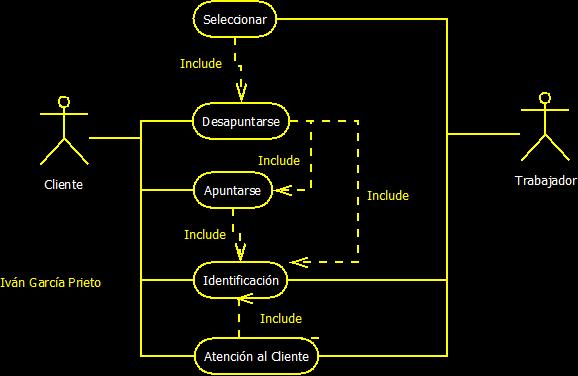 Seleccionar
Include
Desapuntarse
Include
Cliente
Trabajador
Apuntarse
Include
Include
Iván García Prieto
Identificación
Include
Atención al Cliente